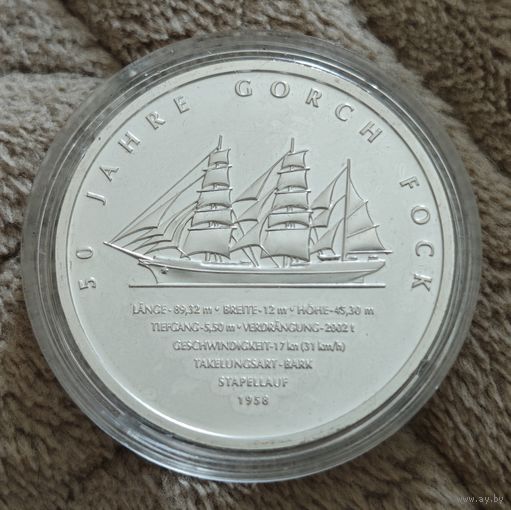 50 JAHRE GORCH FOCK
LÄNGE-89,32 m · BREITE-12 m · HÖHE-45,30 m
TIEFGANG-5,50 m · VERDRÄNGUNG-2002 t
GESCHWINDIGKEIT-17 kn (31 km/h)
TAKELUNGSART-BARK
STAPELLAUF
1958
www.ay.by